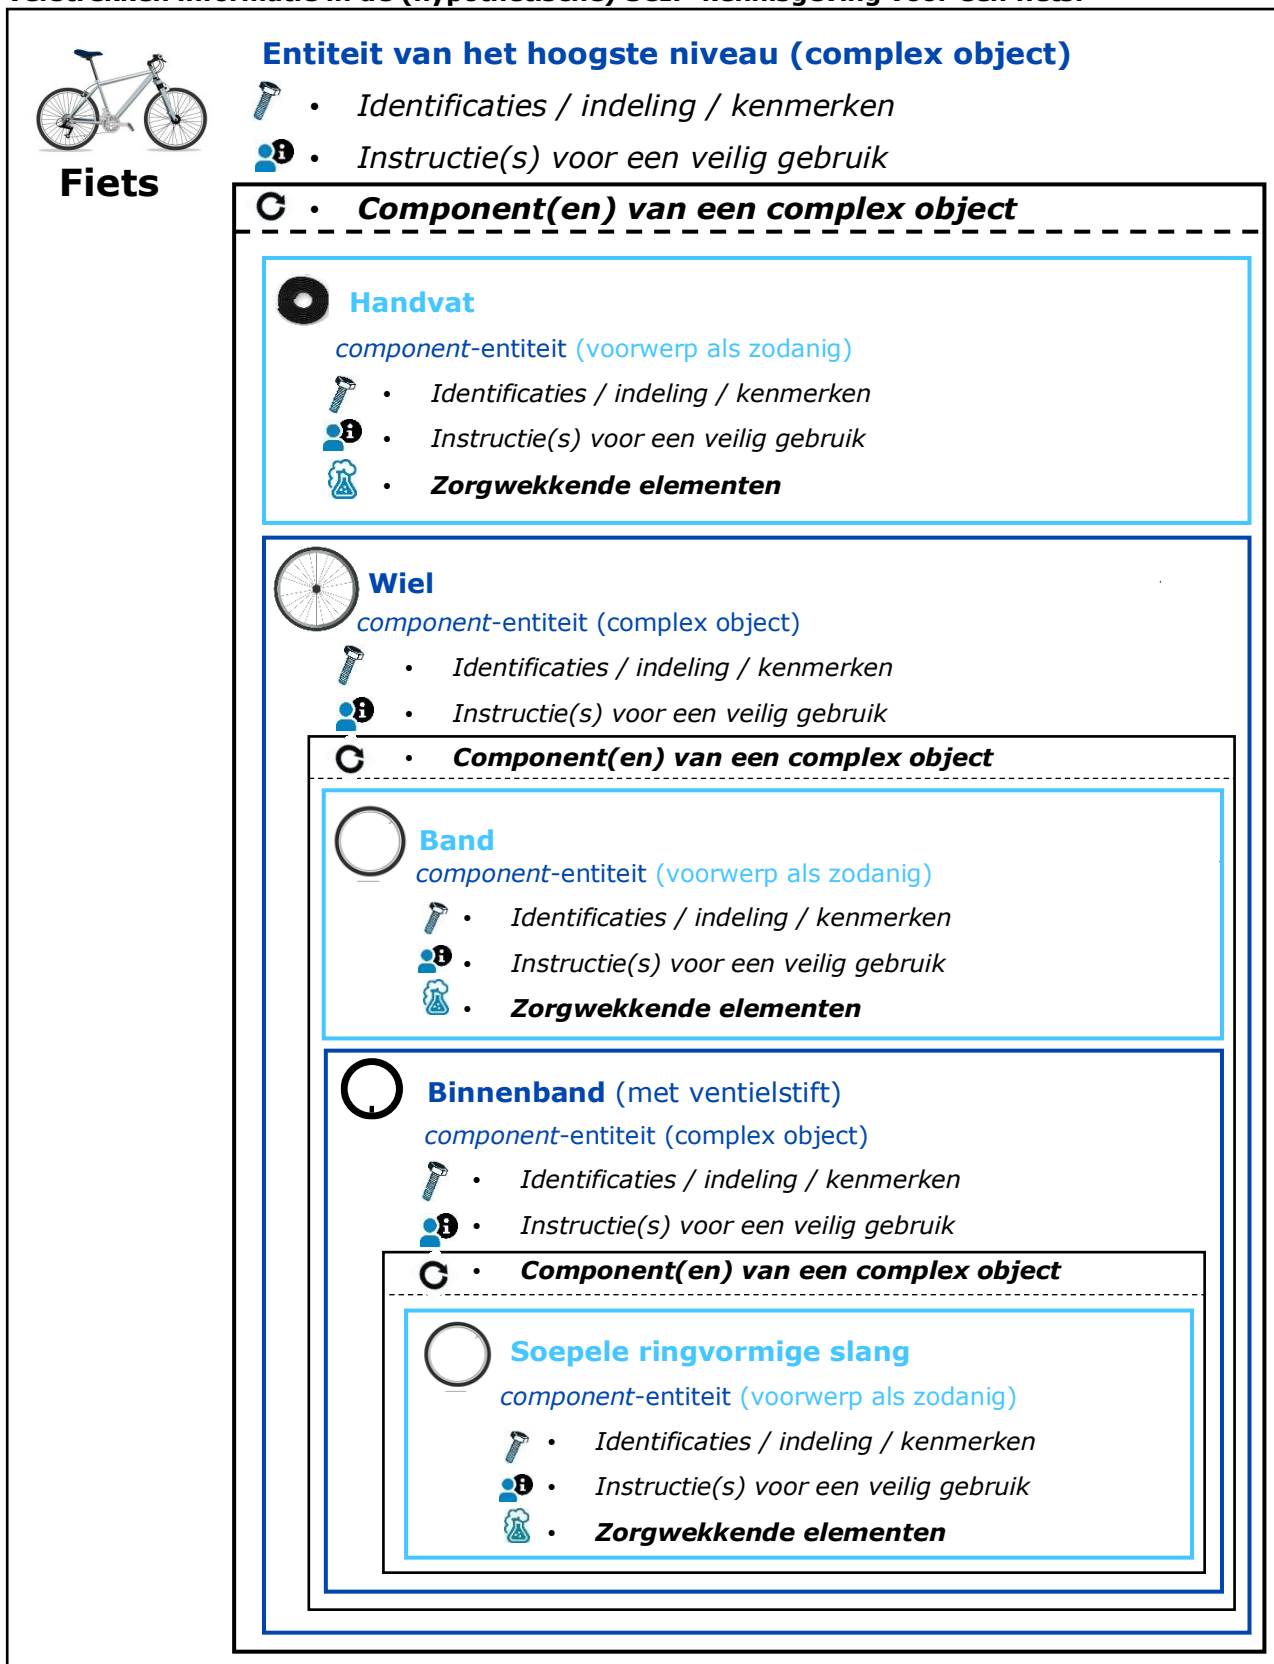 Entiteit van het hoogste niveau (complex object)
• Identificaties / indeling / kenmerken
• Instructie(s) voor een veilig gebruik
Fiets
• Component(en) van een complex object
Handvat
component-entiteit (voorwerp als zodanig)
• Identificaties / indeling / kenmerken
• Instructie(s) voor een veilig gebruik
• Zorgwekkende elementen
Wiel
component-entiteit (complex object)
• Identificaties / indeling / kenmerken
• Instructie(s) voor een veilig gebruik
• Component(en) van een complex object
Band
component-entiteit (voorwerp als zodanig)
• Identificaties / indeling / kenmerken
• Instructie(s) voor een veilig gebruik
• Zorgwekkende elementen
Binnenband (met ventielstift)
component-entiteit (complex object)
• Identificaties / indeling / kenmerken
• Instructie(s) voor een veilig gebruik
• Component(en) van een complex object
Soepele ringvormige slang
component-entiteit (voorwerp als zodanig)
• Identificaties / indeling / kenmerken
• Instructie(s) voor een veilig gebruik
• Zorgwekkende elementen